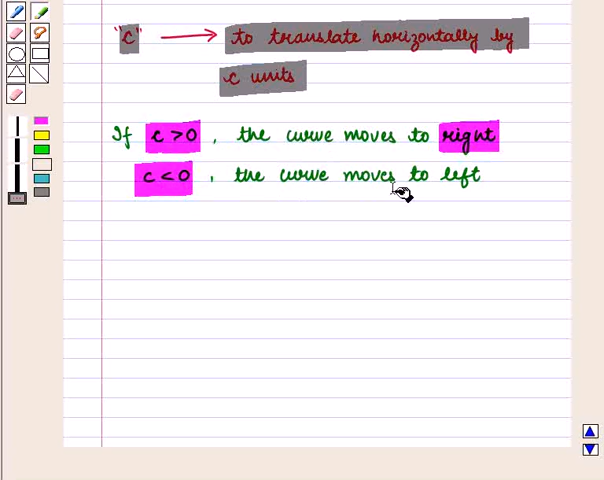 "c" ⟶ to translate horizontally by
c units
If c > 0 , the curve moves to right
c < 0 , the curve moves to left